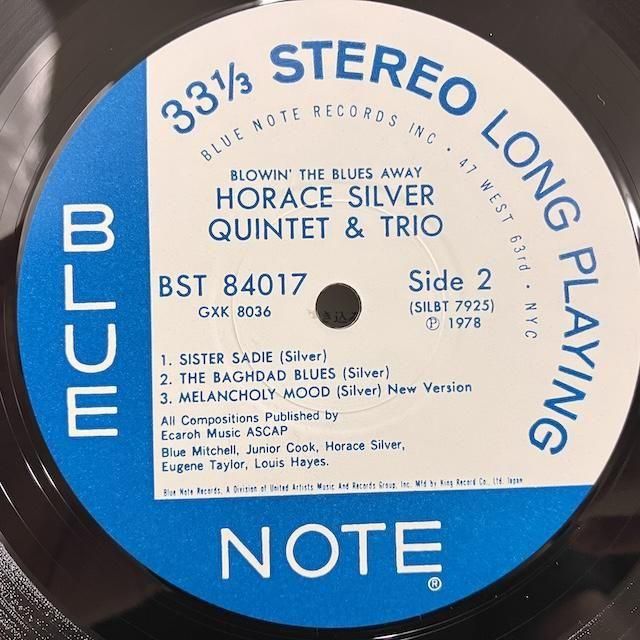 33⅓ STEREO LONG PLAYING
BLUE NOTE RECORDS INC • 47 WEST 63rd • NYC
BLOWIN' THE BLUES AWAY
HORACE SILVER
QUINTET & TRIO
BST 84017
GXK 8036
Side 2
(SILBT 7925)
Ⓟ 1978
1. SISTER SADIE (Silver)
2. THE BAGHDAD BLUES (Silver)
3. MELANCHOLY MOOD (Silver) New Version
All Compositions Published by
Ecaroh Music ASCAP
Blue Mitchell, Junior Cook, Horace Silver,
Eugene Taylor, Louis Hayes.
Blue Note Records, A Division of United Artists Music And Records Group, Inc. Mfd by King Record Co., Ltd. Japan
BLUE
NOTE®